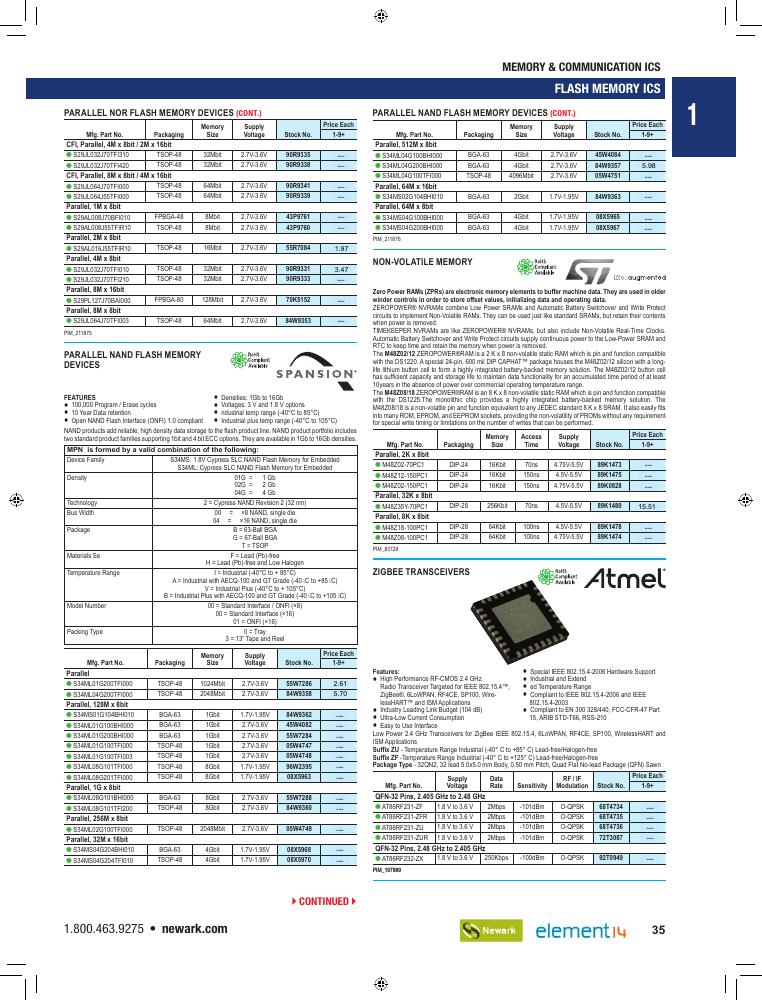 MEMORY & COMMUNICATION ICS
FLASH MEMORY ICS
1
PARALLEL NOR FLASH MEMORY DEVICES (CONT.)
Mfg. Part No. Packaging Memory Size Supply Voltage Stock No. Price Each 1-9+
CFI, Parallel, 4M x 8bit / 2M x 16bit
S29JL032J70TFI310 TSOP-48 32Mbit 2.7V-3.6V 90R9335 ---
S29JL032J70TFI420 TSOP-48 32Mbit 2.7V-3.6V 90R9338 ---
CFI, Parallel, 8M x 8bit / 4M x 16bit
S29JL064J70TFI000 TSOP-48 64Mbit 2.7V-3.6V 90R9341 ---
S29JL064J55TFI000 TSOP-48 64Mbit 2.7V-3.6V 90R9339 ---
Parallel, 1M x 8bit
S29AL008J70BFI010 FPBGA-48 8Mbit 2.7V-3.6V 43P9761 ---
S29AL008J55TFIR10 TSOP-48 8Mbit 2.7V-3.6V 43P9760 ---
Parallel, 2M x 8bit
S29AL016J55TFIR10 TSOP-48 16Mbit 2.7V-3.6V 55R7084 1.97
Parallel, 4M x 8bit
S29JL032J70TFI010 TSOP-48 32Mbit 2.7V-3.6V 90R9331 3.47
S29JL032J70TFI210 TSOP-48 32Mbit 2.7V-3.6V 90R9333 ---
Parallel, 8M x 16bit
S29PL127J70BAI000 FPBGA-80 128Mbit 2.7V-3.6V 70K5152 ---
Parallel, 8M x 8bit
S29JL064J70TFI003 TSOP-48 64Mbit 2.7V-3.6V 84W9353 ---
PIM_211875
PARALLEL NAND FLASH MEMORY
DEVICES
RoHS Compliant Available
SPANSION
FEATURES
100,000 Program / Erase cycles
10 Year Data retention
Open NAND Flash Interface (ONFI) 1.0 compliant
Densities: 1Gb to 16Gb
Voltages: 3 V and 1.8 V options
ndustrial temp range (-40°C to 85°C)
Industrial plus temp range (-40°C to 105°C)
NAND products add reliable, high density data storage to the flash product line. NAND product portfolio includes
two standard product families supporting 1bit and 4 bit ECC options. They are available in 1Gb to 16Gb densities.
MPN is formed by a valid combination of the following:
Device Family S34MS: 1.8V Cypress SLC NAND Flash Memory for Embedded
S34ML: Cypress SLC NAND Flash Memory for Embedded
Density 01G = 1 Gb
02G = 2 Gb
04G = 4 Gb
Technology 2 = Cypress NAND Revision 2 (32 nm)
Bus Width 00 = ×8 NAND, single die
04 = ×16 NAND, single die
Package B = 63-Ball BGA
G = 67-Ball BGA
T = TSOP
Materials Se F = Lead (Pb)-free
H = Lead (Pb)-free and Low Halogen
Temperature Range I = Industrial (-40°C to + 85°C)
A = Industrial with AECQ-100 and GT Grade (-40 C to +85 C)
V = Industrial Plus (-40°C to + 105°C)
B = Industrial Plus with AECQ-100 and GT Grade (-40 C to +105 C)
Model Number 00 = Standard Interface / ONFI (×8)
00 = Standard Interface (×16)
01 = ONFI (×16)
Packing Type 0 = Tray
3 = 13" Tape and Reel
Mfg. Part No. Packaging Memory Size Supply Voltage Stock No. Price Each 1-9+
Parallel
S34ML01G200TFI000 TSOP-48 1024Mbit 2.7V-3.6V 55W7286 2.61
S34ML04G200TFI000 TSOP-48 2048Mbit 2.7V-3.6V 84W9358 5.70
Parallel, 128M x 8bit
S34MS01G104BHI010 BGA-63 1Gbit 1.7V-1.95V 84W9362 ---
S34ML01G100BHI000 BGA-63 1Gbit 2.7V-3.6V 45W4082 ---
S34ML01G200BHI000 BGA-63 1Gbit 2.7V-3.6V 55W7284 ---
S34ML01G100TFI000 TSOP-48 1Gbit 2.7V-3.6V 05W4747 ---
S34ML01G100TFI003 TSOP-48 1Gbit 2.7V-3.6V 05W4748 ---
S34ML08G101TFI000 TSOP-48 8Gbit 1.7V-1.95V 96W2395 ---
S34ML08G201TFI000 TSOP-48 8Gbit 1.7V-1.95V 08X5963 ---
Parallel, 1G x 8bit
S34ML08G101BHI000 BGA-63 8Gbit 2.7V-3.6V 55W7288 ---
S34ML08G101TFI200 TSOP-48 8Gbit 2.7V-3.6V 84W9360 ---
Parallel, 256M x 8bit
S34ML02G100TFI000 TSOP-48 2048Mbit 2.7V-3.6V 05W4749 ---
Parallel, 32M x 16bit
S34MS04G204BHI010 BGA-63 4Gbit 1.7V-1.95V 08X5968 ---
S34MS04G204TFI010 TSOP-48 4Gbit 1.7V-1.95V 08X5970 ---
PARALLEL NAND FLASH MEMORY DEVICES (CONT.)
Mfg. Part No. Packaging Memory Size Supply Voltage Stock No. Price Each 1-9+
Parallel, 512M x 8bit
S34ML04G100BHI000 BGA-63 4Gbit 2.7V-3.6V 45W4084 ---
S34ML04G200BHI000 BGA-63 4Gbit 2.7V-3.6V 84W9357 5.98
S34ML04G100TFI000 TSOP-48 4096Mbit 2.7V-3.6V 05W4751 ---
Parallel, 64M x 16bit
S34MS02G104BHI010 BGA-63 2Gbit 1.7V-1.95V 84W9363 ---
Parallel, 64M x 8bit
S34MS04G100BHI000 BGA-63 4Gbit 1.7V-1.95V 08X5965 ---
S34MS04G200BHI000 BGA-63 4Gbit 1.7V-1.95V 08X5967 ---
PIM_211876
NON-VOLATILE MEMORY
RoHS Compliant Available
ST life.augmented
Zero Power RAMs (ZPRs) are electronic memory elements to buffer machine data. They are used in older
winder controls in order to store offset values, initializing data and operating data.
ZEROPOWER® NVRAMs combine Low Power SRAMs and Automatic Battery Switchover and Write Protect
circuits to implement Non-Volatile RAMs. They can be used just like standard SRAMs, but retain their contents
when power is removed.
TIMEKEEPER NVRAMs are like ZEROPOWER® NVRAMs, but also include Non-Volatile Real-Time Clocks.
Automatic Battery Switchover and Write Protect circuits supply continuous power to the Low-Power SRAM and
RTC to keep time and retain the memory when power is removed.
The M48Z02/12 ZEROPOWER®RAM is a 2 K x 8 non-volatile static RAM which is pin and function compatible
with the DS1220. A special 24-pin, 600 mil DIP CAPHAT™ package houses the M48Z02/12 silicon with a long-
life lithium button cell to form a highly integrated battery-backed memory solution. The M48Z02/12 button cell
has sufficient capacity and storage life to maintain data functionality for an accumulated time period of at least
10years in the absence of power over commercial operating temperature range.
The M48Z08/18 ZEROPOWER®RAM is an 8 K x 8 non-volatile static RAM which is pin and function compatible
with the DS1225.The monolithic chip provides a highly integrated battery-backed memory solution. The
M48Z08/18 is a non-volatile pin and function equivalent to any JEDEC standard 8 K x 8 SRAM. It also easily fits
into many ROM, EPROM, and EEPROM sockets, providing the non-volatility of PROMs without any requirement
for special write timing or limitations on the number of writes that can be performed.
Mfg. Part No. Packaging Memory Size Access Time Supply Voltage Stock No. Price Each 1-9+
Parallel, 2K x 8bit
M48Z02-70PC1 DIP-24 16Kbit 70ns 4.75V-5.5V 89K1473 ---
M48Z12-150PC1 DIP-24 16Kbit 150ns 4.5V-5.5V 89K1475 ---
M48Z02-150PC1 DIP-24 16Kbit 150ns 4.75V-5.5V 89K0828 ---
Parallel, 32K x 8bit
M48Z35Y-70PC1 DIP-28 256Kbit 70ns 4.5V-5.5V 89K1480 15.51
Parallel, 8K x 8bit
M48Z18-100PC1 DIP-28 64Kbit 100ns 4.5V-5.5V 89K1478 ---
M48Z08-100PC1 DIP-28 64Kbit 100ns 4.75V-5.5V 89K1474 ---
PIM_83729
ZIGBEE TRANSCEIVERS
RoHS Compliant Available
Atmel
Features:
High Performance RF-CMOS 2.4 GHz
Radio Transceiver Targeted for IEEE 802.15.4™,
ZigBee®, 6LoWPAN, RF4CE, SP100, Wire-
lessHART™ and ISM Applications
Industry Leading Link Budget (104 dB)
Ultra-Low Current Consumption
Easy to Use Interface
Special IEEE 802.15.4-2006 Hardware Support
Industrial and Extend
ed Temperature Range
Compliant to IEEE 802.15.4-2006 and IEEE
802.15.4-2003
Compliant to EN 300 328/440, FCC-CFR-47 Part
15, ARIB STD-T66, RSS-210
Low Power 2.4 GHz Transceivers for ZigBee IEEE 802.15.4, 6LoWPAN, RF4CE, SP100, WirelessHART and
ISM Applications
Suffix ZU - Temperature Range Industrial (-40° C to +85° C) Lead-free/Halogen-free
Suffix ZF - Temperature Range Industrial (-40° C to +125° C) Lead-free/Halogen-free
Package Type - 32QN2, 32 lead 5.0x5.0 mm Body, 0.50 mm Pitch, Quad Flat No-lead Package (QFN) Sawn
Mfg. Part No. Supply Voltage Data Rate Sensitivity RF / IF Modulation Stock No. Price Each 1-9+
QFN-32 Pins, 2.405 GHz to 2.48 GHz
AT86RF231-ZF 1.8 V to 3.6 V 2Mbps -101dBm O-QPSK 68T4734 ---
AT86RF231-ZFR 1.8 V to 3.6 V 2Mbps -101dBm O-QPSK 68T4735 ---
AT86RF231-ZU 1.8 V to 3.6 V 2Mbps -101dBm O-QPSK 68T4736 ---
AT86RF231-ZUR 1.8 V to 3.6 V 2Mbps -101dBm O-QPSK 72T3087 ---
QFN-32 Pins, 2.48 GHz to 2.405 GHz
AT86RF232-ZX 1.8 V to 3.6 V 250Kbps -100dBm O-QPSK 92T0949 ---
PIM_197999
CONTINUED
1.800.463.9275 • newark.com
Newark
element14
35